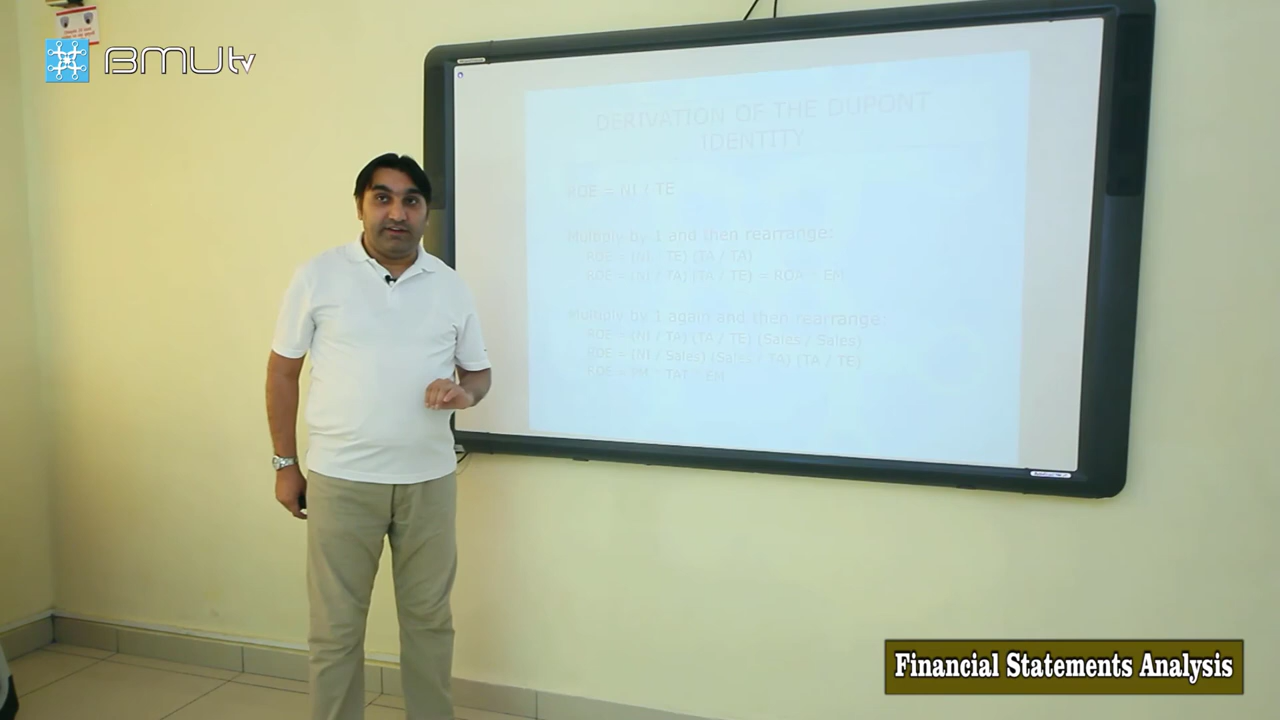 BMUtv
DERIVATION OF THE DUPONT
IDENTITY
ROE = NI / TE
Multiply by 1 and then rearrange:
ROE = (NI / TE) (TA / TA)
ROE = (NI / TA) (TA / TE) = ROA * EM
Multiply by 1 again and then rearrange:
ROE = (NI / TA) (TA / TE) (Sales / Sales)
ROE = (NI / Sales) (Sales / TA) (TA / TE)
ROE = PM * TAT * EM
Financial Statements Analysis